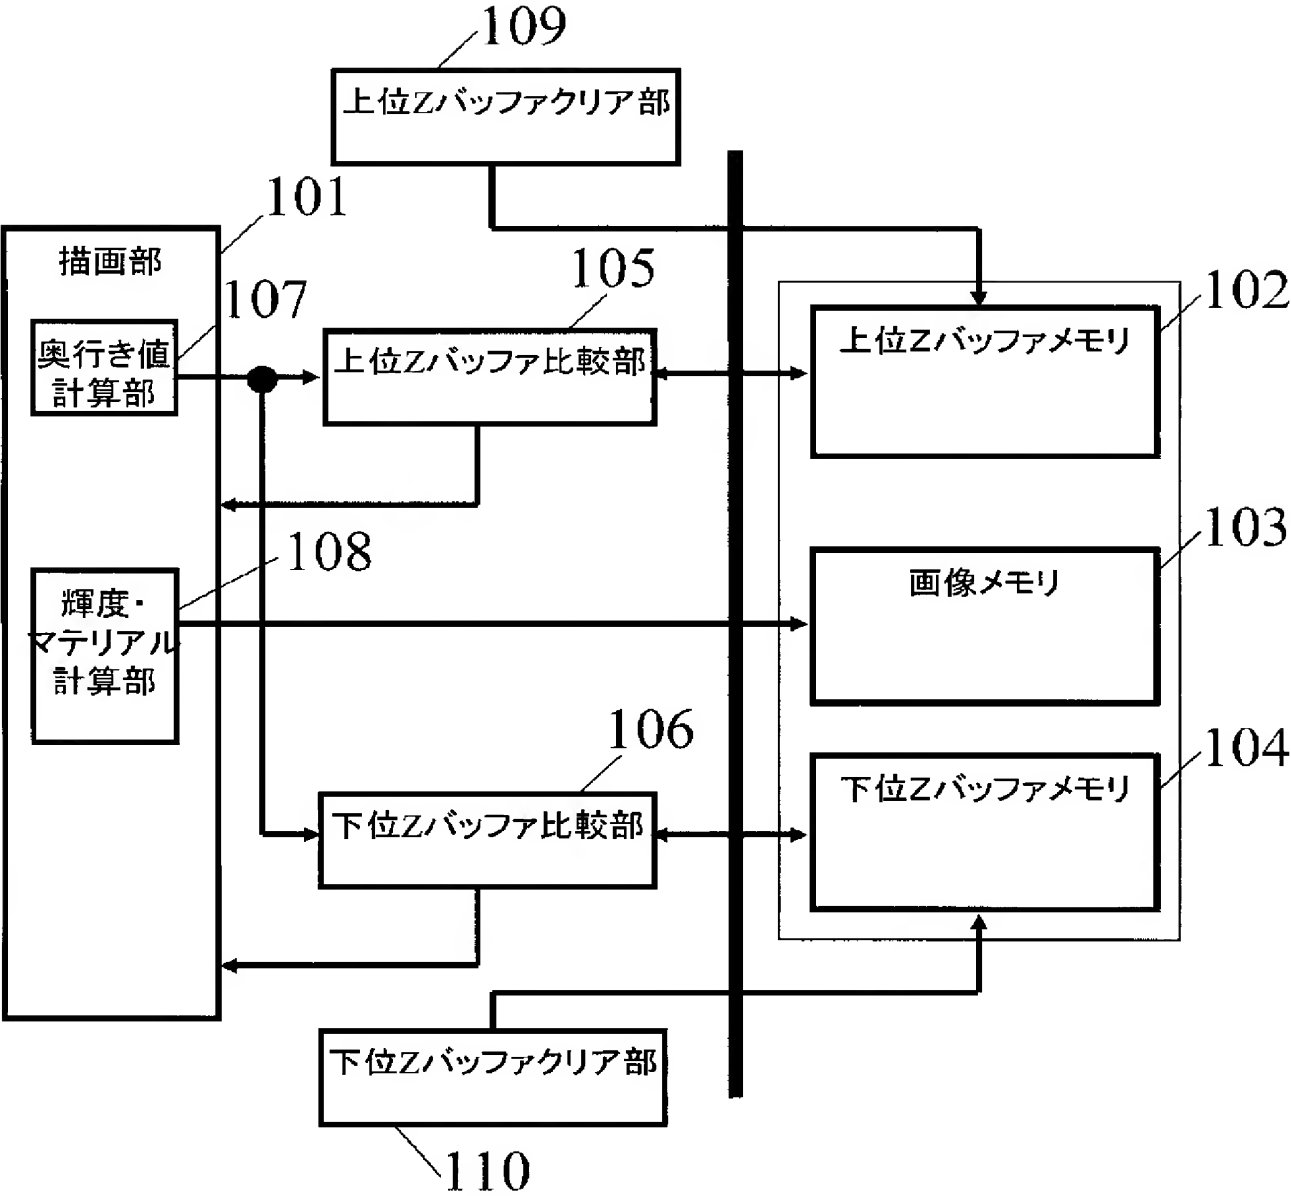 109
上位Zバッファクリア部
101
描画部
107
奥行き値
計算部
105
上位Zバッファ比較部
102
上位Zバッファメモリ
108
輝度・
マテリアル
計算部
103
画像メモリ
106
下位Zバッファ比較部
104
下位Zバッファメモリ
下位Zバッファクリア部
110